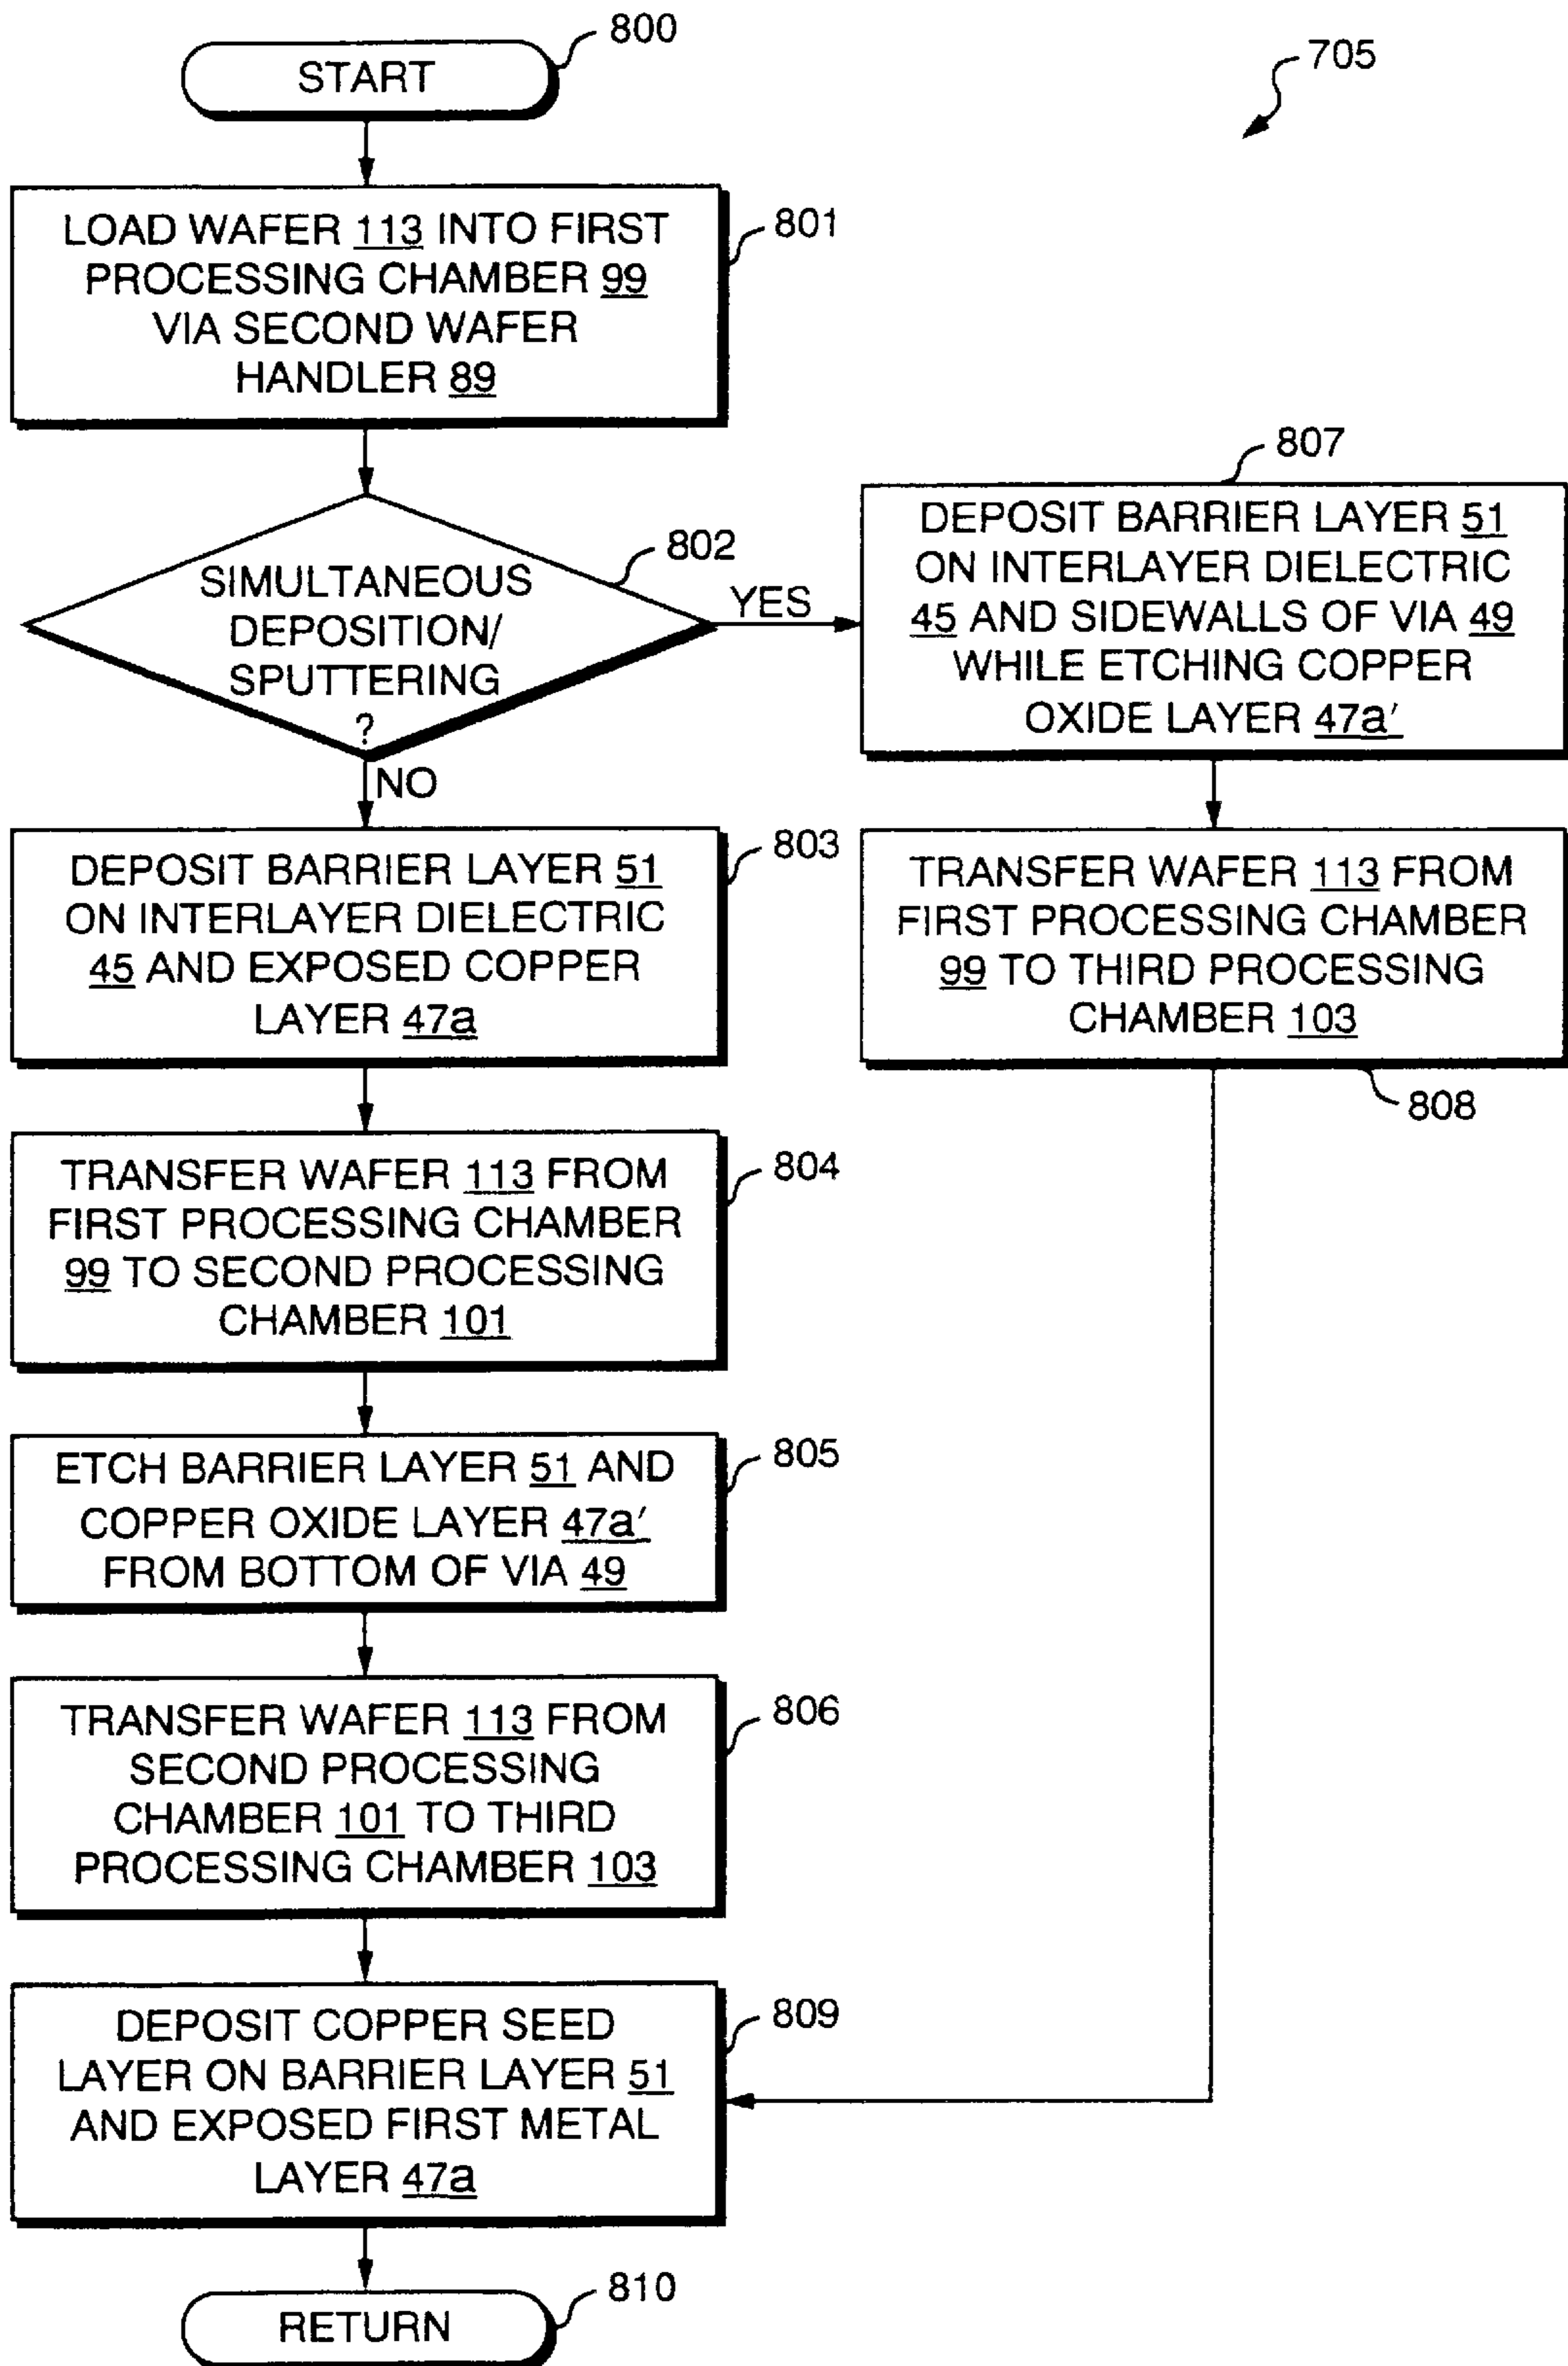 800
START
705
801
LOAD WAFER 113 INTO FIRST
PROCESSING CHAMBER 99
VIA SECOND WAFER
HANDLER 89
802
SIMULTANEOUS
DEPOSITION/
SPUTTERING
?
YES
NO
807
DEPOSIT BARRIER LAYER 51
ON INTERLAYER DIELECTRIC
45 AND SIDEWALLS OF VIA 49
WHILE ETCHING COPPER
OXIDE LAYER 47a′
803
DEPOSIT BARRIER LAYER 51
ON INTERLAYER DIELECTRIC
45 AND EXPOSED COPPER
LAYER 47a
TRANSFER WAFER 113 FROM
FIRST PROCESSING CHAMBER
99 TO THIRD PROCESSING
CHAMBER 103
808
804
TRANSFER WAFER 113 FROM
FIRST PROCESSING CHAMBER
99 TO SECOND PROCESSING
CHAMBER 101
805
ETCH BARRIER LAYER 51 AND
COPPER OXIDE LAYER 47a′
FROM BOTTOM OF VIA 49
806
TRANSFER WAFER 113 FROM
SECOND PROCESSING
CHAMBER 101 TO THIRD
PROCESSING CHAMBER 103
809
DEPOSIT COPPER SEED
LAYER ON BARRIER LAYER 51
AND EXPOSED FIRST METAL
LAYER 47a
810
RETURN